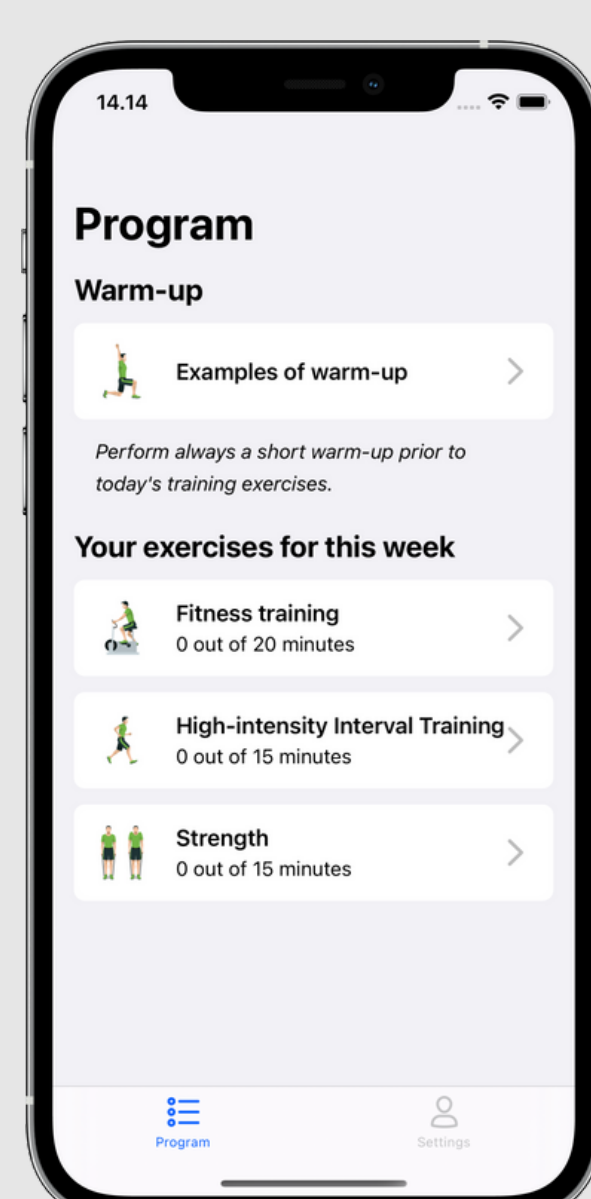 14.14
Program
Warm-up
Examples of warm-up
Perform always a short warm-up prior to
today's training exercises.
Your exercises for this week
Fitness training
0 out of 20 minutes
High-intensity Interval Training
0 out of 15 minutes
Strength
0 out of 15 minutes
Program
Settings